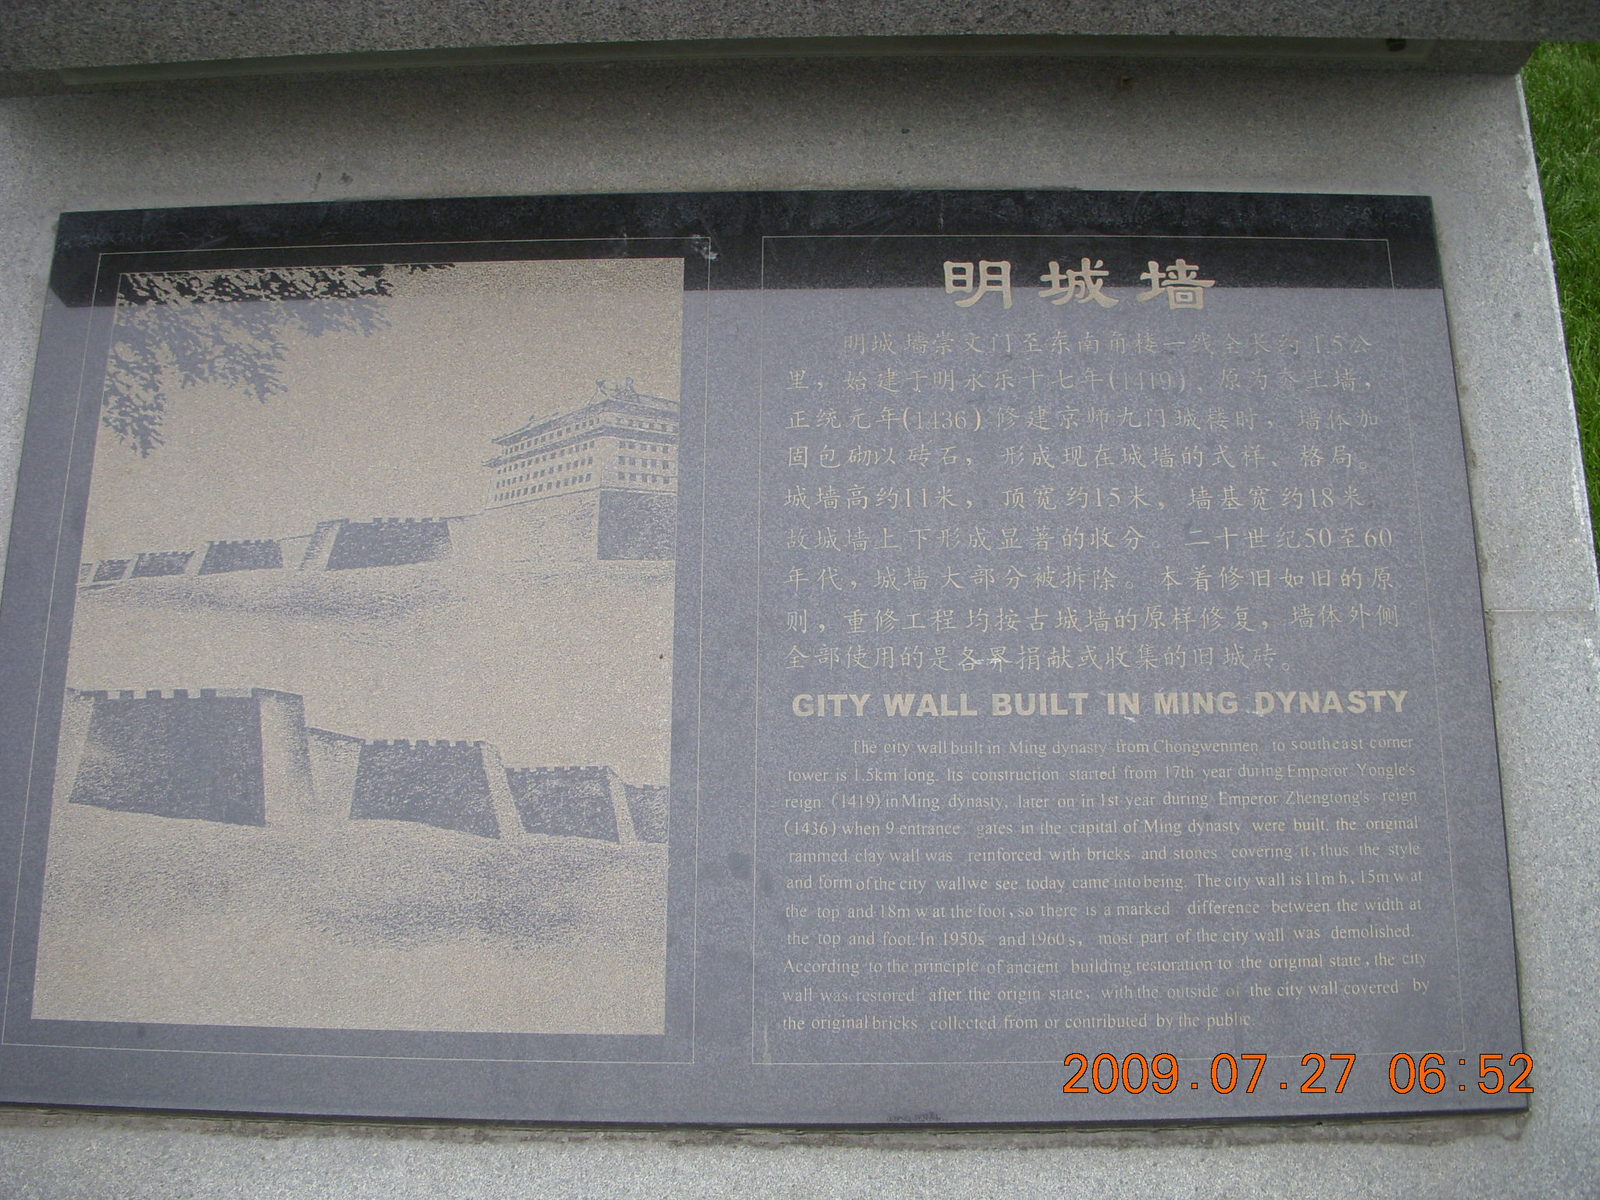 明城墙
明城墙崇文门至东南角楼一线全长约1.5公
里，始建于明永乐十七年(1419)、原为夯土墙，
正统元年(1436)修建京师九门城楼时，墙体加
固包砌以砖石，形成现在城墙的式样、格局。
城墙高约11米，顶宽约15米，墙基宽约18米，
故城墙上下形成显著的收分。二十世纪50至60
年代，城墙大部分被拆除。本着修旧如旧的原
则，重修工程均按古城墙的原样修复，墙体外侧
全部使用的是各界捐献或收集的旧城砖。
CITY WALL BUILT IN MING DYNASTY
The city wall built in Ming dynasty from Chongwenmen to southeast corner
tower is 1.5km long. Its construction started from 17th year during Emperor Yongle's
reign (1419) in Ming dynasty, later on in 1st year during Emperor Zhengtong's reign
(1436) when 9 entrance gates in the capital of Ming dynasty were built, the original
rammed clay wall was reinforced with bricks and stones covering it, thus the style
and form of the city wall we see today came into being. The city wall is 11m h, 15m w at
the top and 18m w at the foot, so there is a marked difference between the width at
the top and foot. In 1950s and 1960s, most part of the city wall was demolished.
According to the principle of ancient building restoration to the original state, the city
wall was restored after the origin state, with the outside of the city wall covered by
the original bricks collected from or contributed by the public.
2009.07.27 06:52